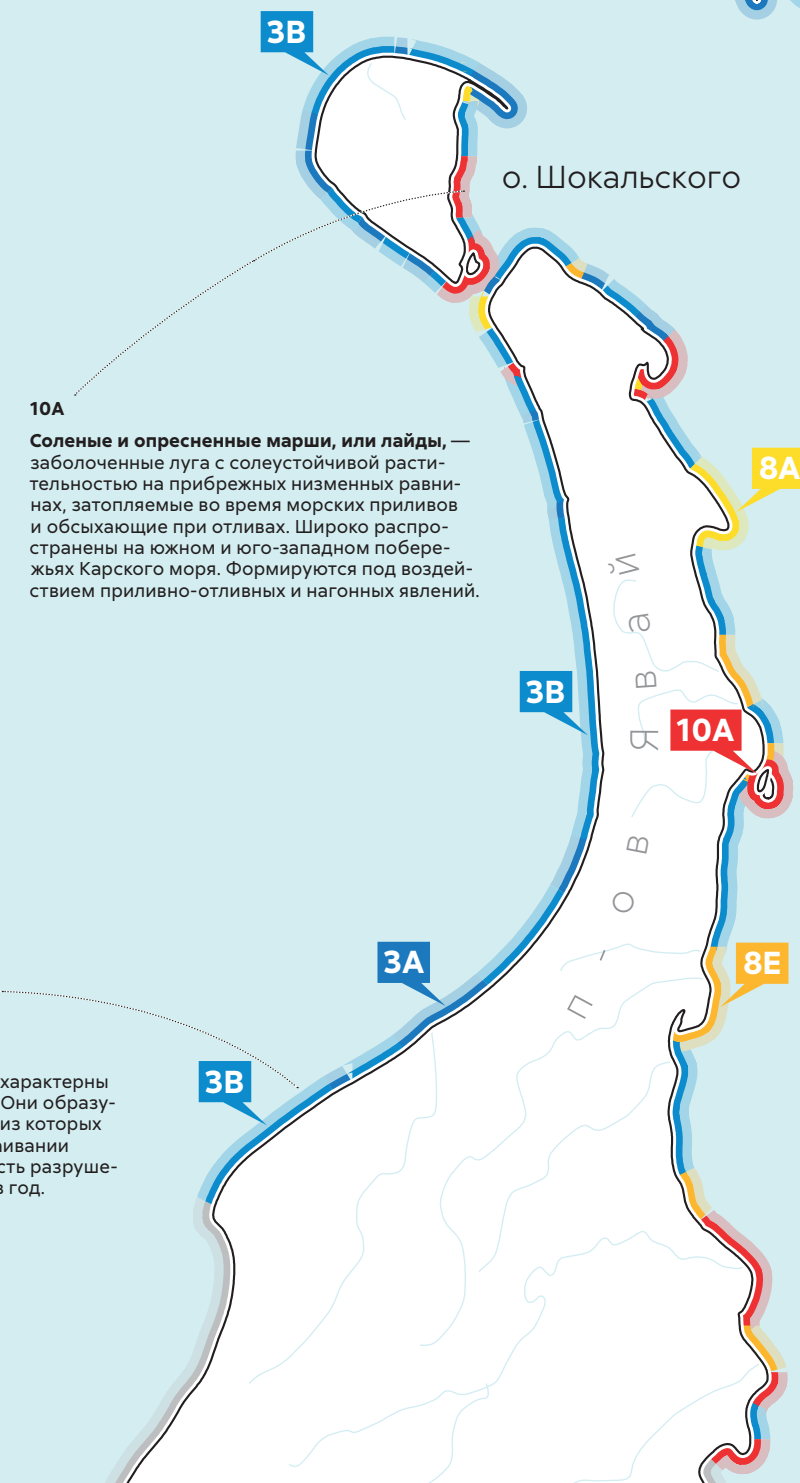 3B
о. Шокальского
10A
Соленые и опресненные марши, или лайды, —
заболоченные луга с солеустойчивой расти-
тельностью на прибрежных низменных равни-
нах, затопляемые во время морских приливов
и обсыхающие при отливах. Широко распро-
странены на южном и юго-западном побере-
жьях Карского моря. Формируются под воздей-
ствием приливно-отливных и нагонных явлений.
8A
п-ов Явай
3B
10A
3A
8E
3B
характерны
Они образу-
из которых
ивании
сть разруше-
в год.